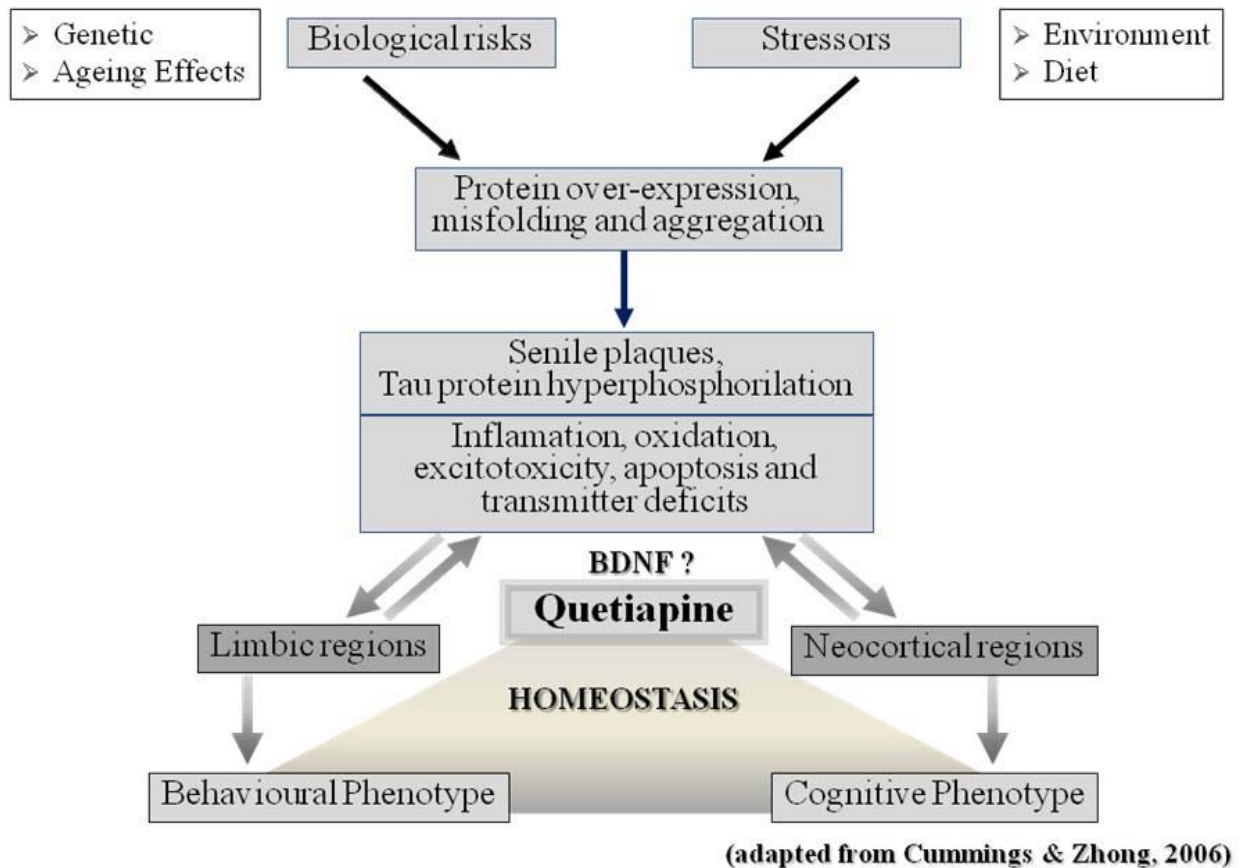 ➢ Genetic
➢ Ageing Effects
Biological risks
Stressors
➢ Environment
➢ Diet
Protein over-expression,
misfolding and aggregation
Senile plaques,
Tau protein hyperphosphorilation
Inflamation, oxidation,
excitotoxicity, apoptosis and
transmitter deficits
BDNF ?
Quetiapine
Limbic regions
Neocortical regions
HOMEOSTASIS
Behavioural Phenotype
Cognitive Phenotype
(adapted from Cummings & Zhong, 2006)